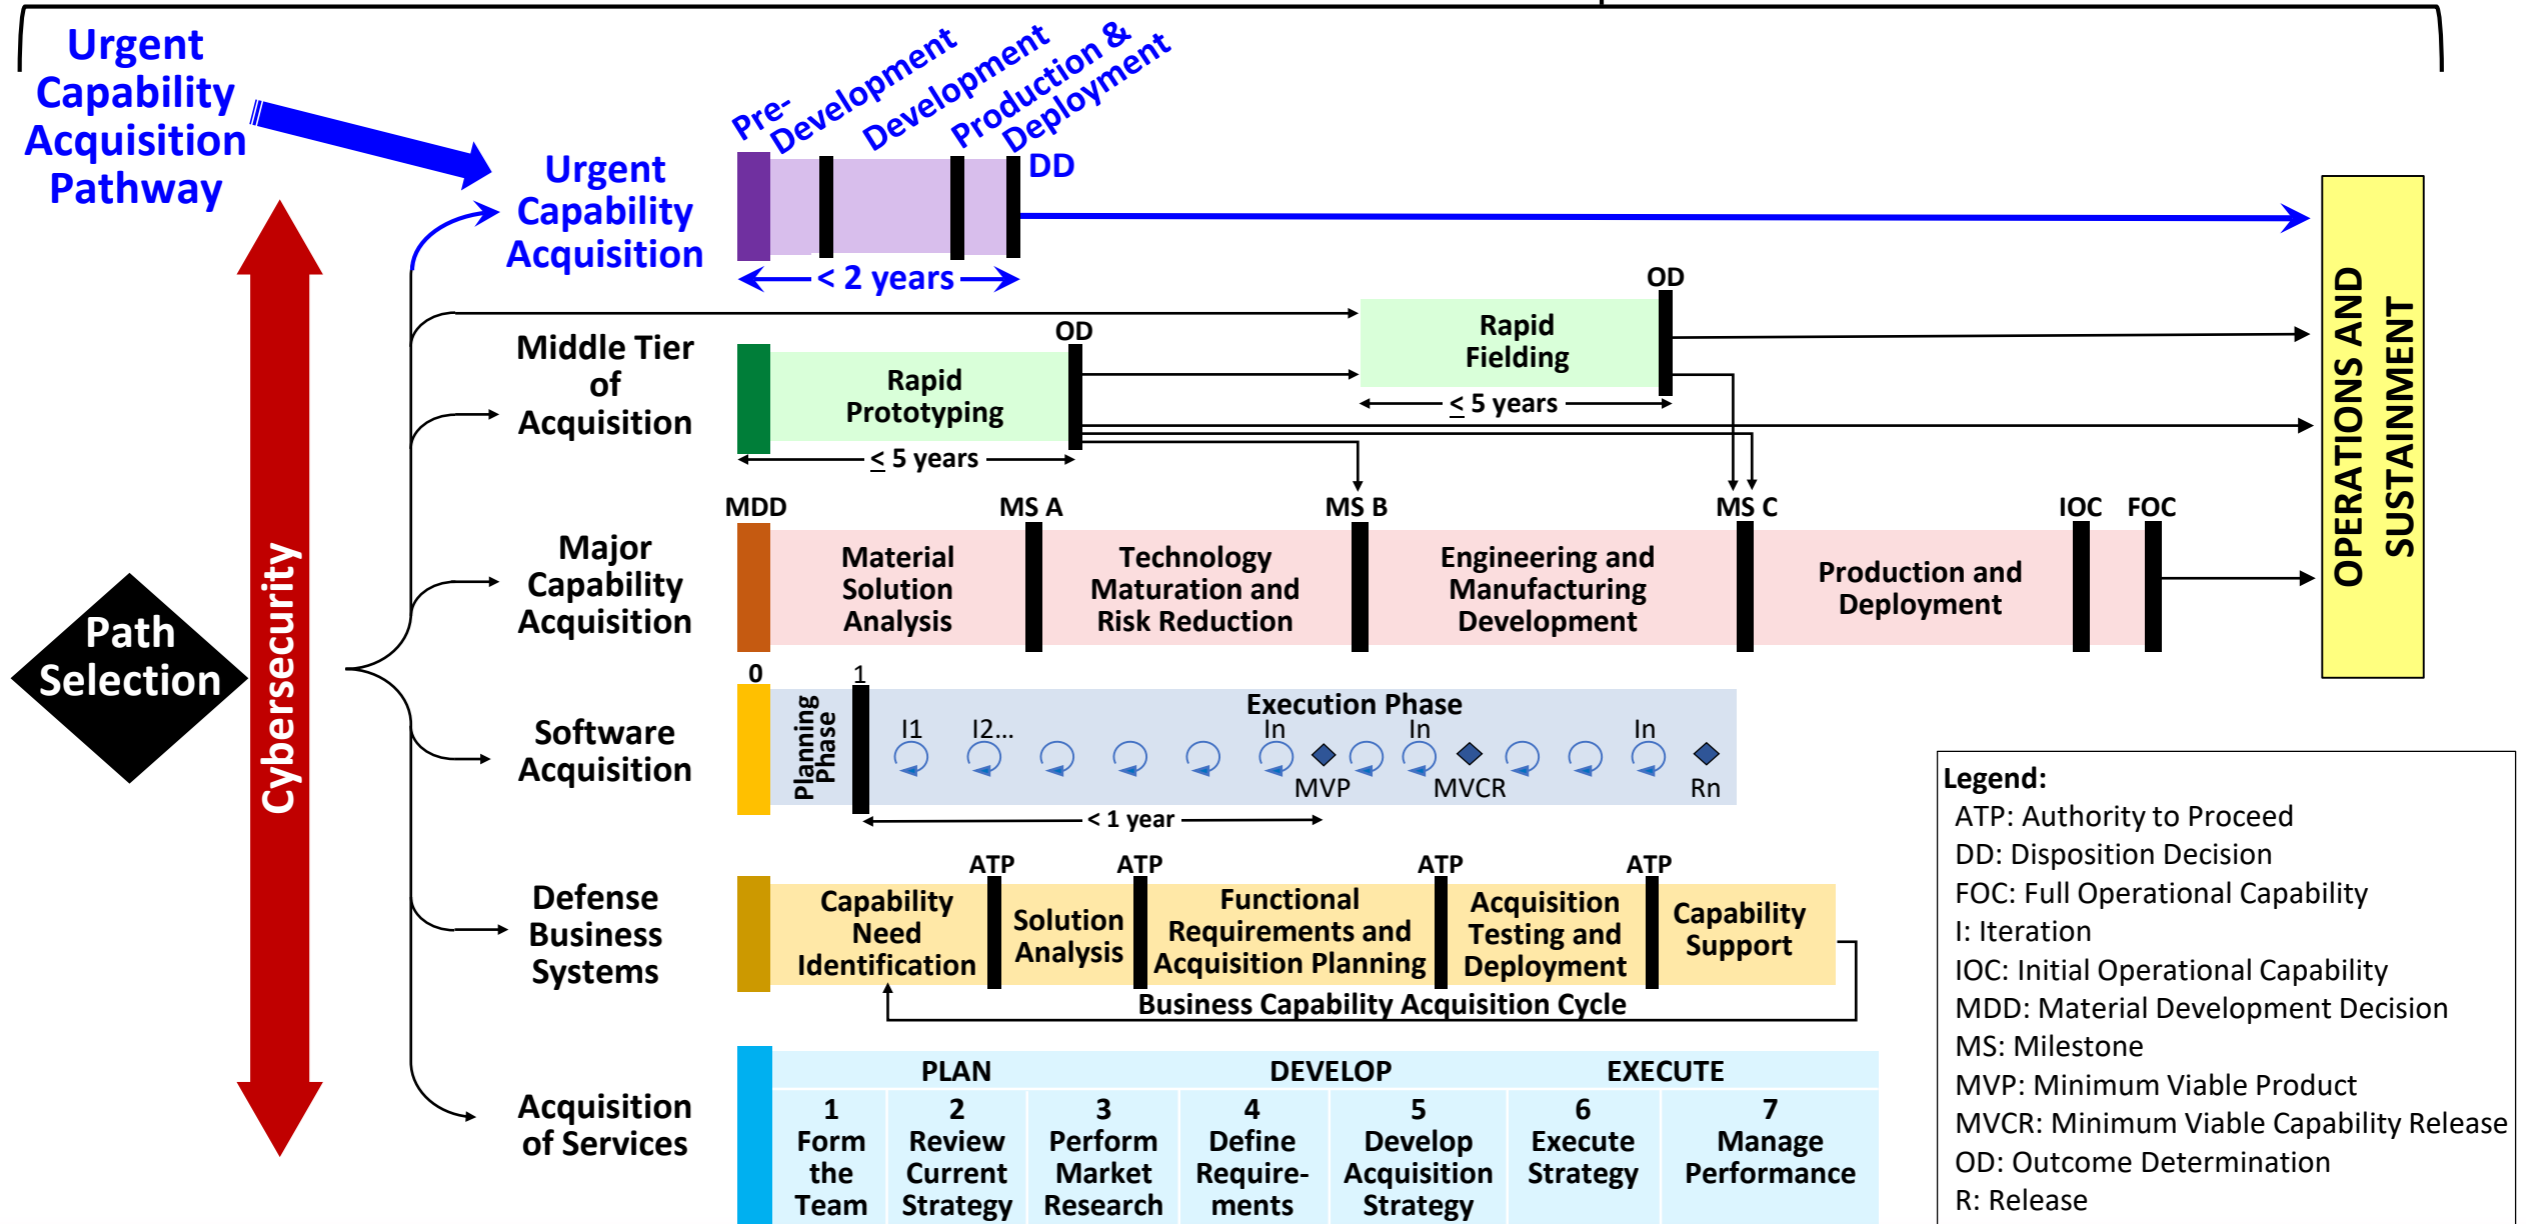 Urgent
Capability
Acquisition
Pathway
Pre-
Development
Development
Production &
Deployment
Urgent
Capability
Acquisition
DD
< 2 years
Middle Tier
of
Acquisition
Rapid
Prototyping
OD
≤ 5 years
Rapid
Fielding
OD
≤ 5 years
OPERATIONS AND
SUSTAINMENT
Path
Selection
Cybersecurity
Major
Capability
Acquisition
MDD
MS A
MS B
MS C
IOC
FOC
Material
Solution
Analysis
Technology
Maturation and
Risk Reduction
Engineering and
Manufacturing
Development
Production and
Deployment
Software
Acquisition
0
1
Planning
Phase
Execution Phase
I1
I2...
In
In
In
MVP
MVCR
Rn
< 1 year
Defense
Business
Systems
ATP
ATP
ATP
ATP
Capability
Need
Identification
Solution
Analysis
Functional
Requirements and
Acquisition Planning
Acquisition
Testing and
Deployment
Capability
Support
Business Capability Acquisition Cycle
Acquisition
of Services
PLAN
DEVELOP
EXECUTE
1
Form
the
Team
2
Review
Current
Strategy
3
Perform
Market
Research
4
Define
Require-
ments
5
Develop
Acquisition
Strategy
6
Execute
Strategy
7
Manage
Performance
Legend:
ATP: Authority to Proceed
DD: Disposition Decision
FOC: Full Operational Capability
I: Iteration
IOC: Initial Operational Capability
MDD: Material Development Decision
MS: Milestone
MVP: Minimum Viable Product
MVCR: Minimum Viable Capability Release
OD: Outcome Determination
R: Release